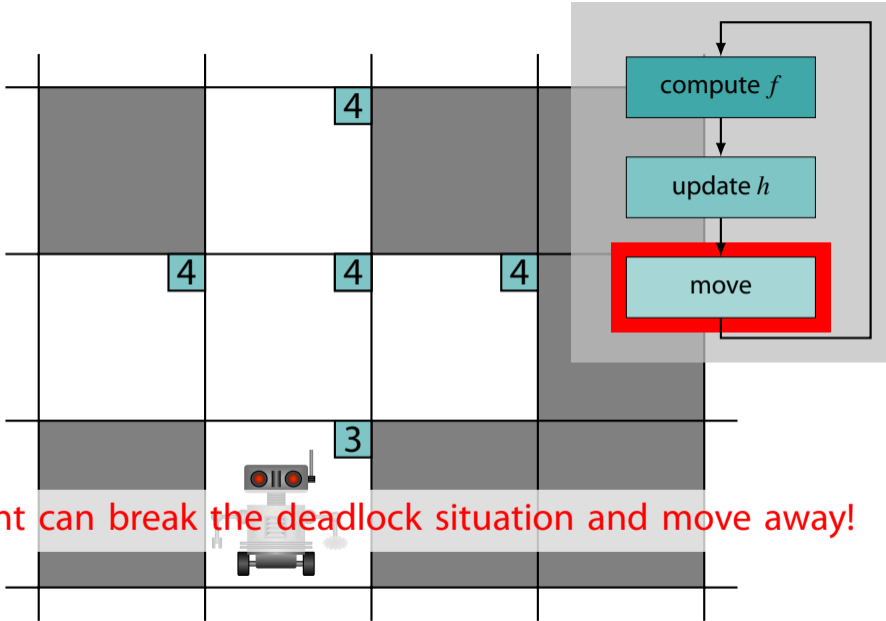 compute f
4
update h
4
4
4
move
3
nt can break the deadlock situation and move away!